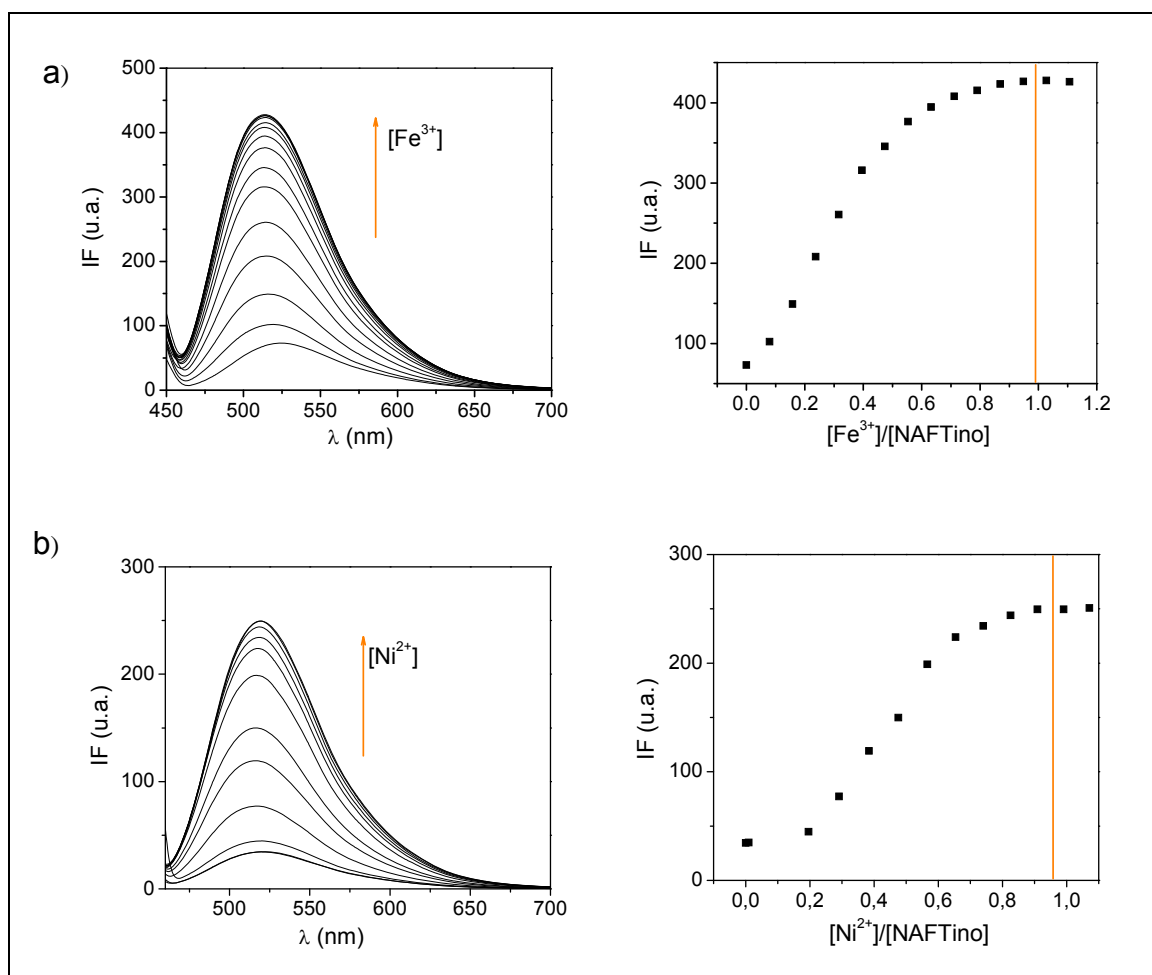 a)
500
400
300
200
100
0
IF (u.a.)
450 500 550 600 650 700
λ (nm)
[Fe³⁺]
400
300
200
100
IF (u.a.)
0.0 0.2 0.4 0.6 0.8 1.0 1.2
[Fe³⁺]/[NAFTino]
b)
300
200
100
0
IF (u.a.)
500 550 600 650 700
λ (nm)
[Ni²⁺]
300
200
100
0
IF (u.a.)
0,0 0,2 0,4 0,6 0,8 1,0
[Ni²⁺]/[NAFTino]